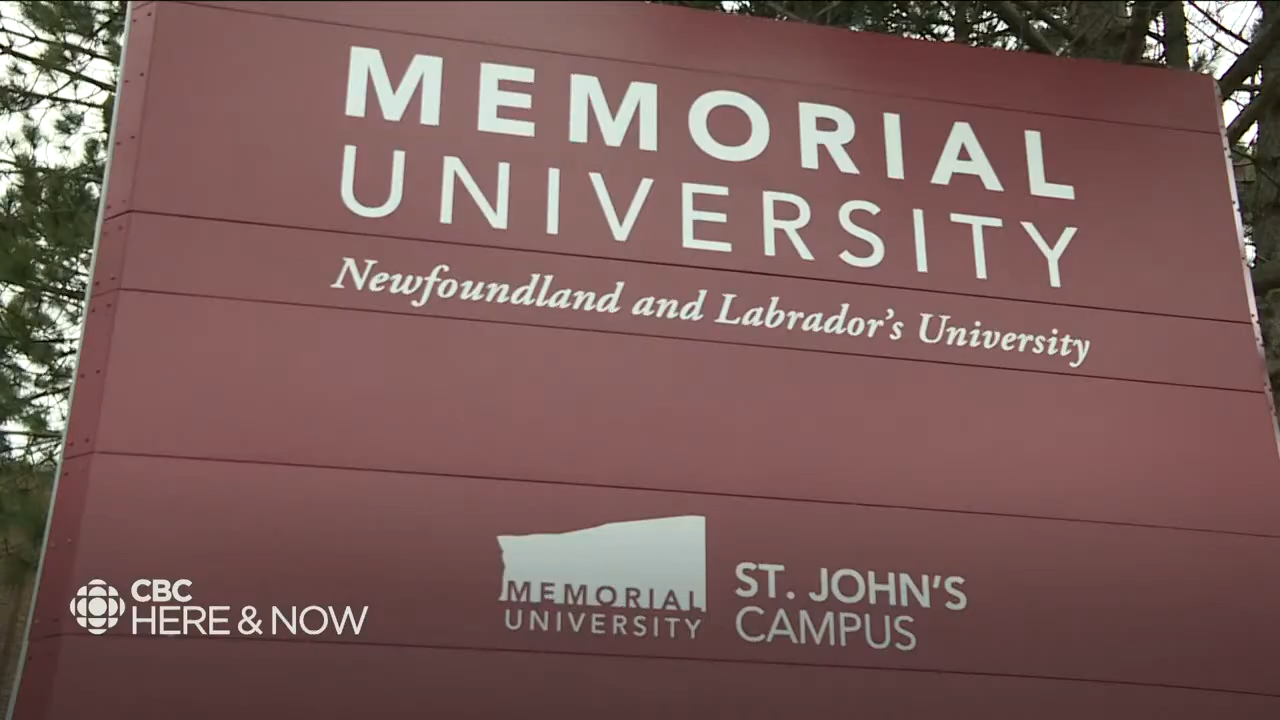 MEMORIAL
UNIVERSITY
Newfoundland and Labrador's University
MEMORIAL
UNIVERSITY
ST. JOHN'S
CAMPUS
CBC
HERE & NOW